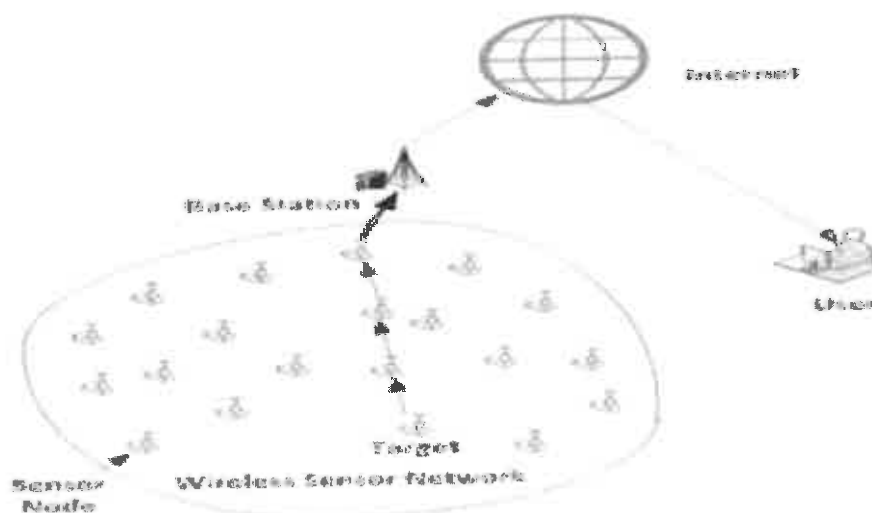 Internet
Base Station
User
Target
Wireless Sensor Network
Sensor
Node